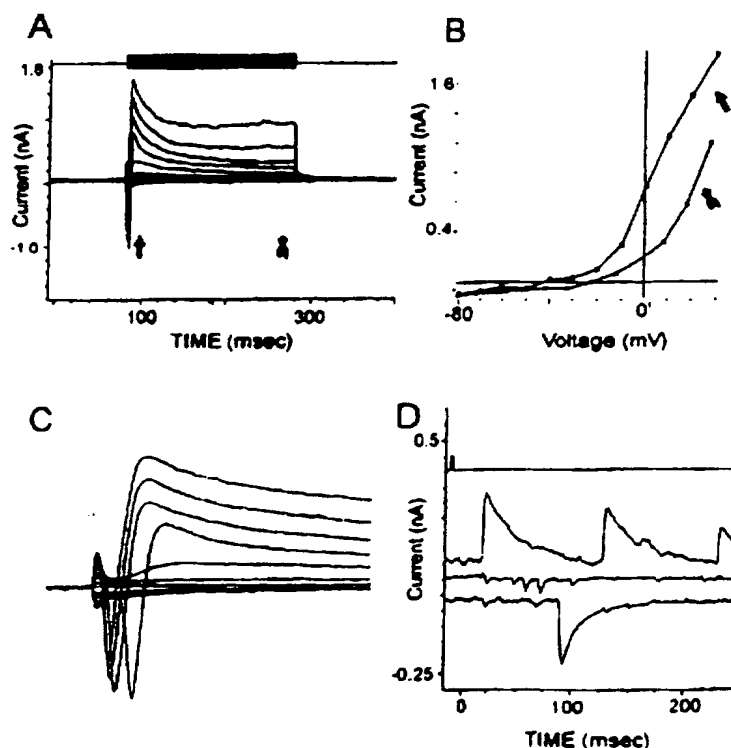 A
1.8
Current (nA)
-1.0
100
300
TIME (msec)
B
1.6
Current (nA)
0.4
-80
0
Voltage (mV)
C
D
0.5
Current (nA)
-0.25
0
100
200
TIME (msec)